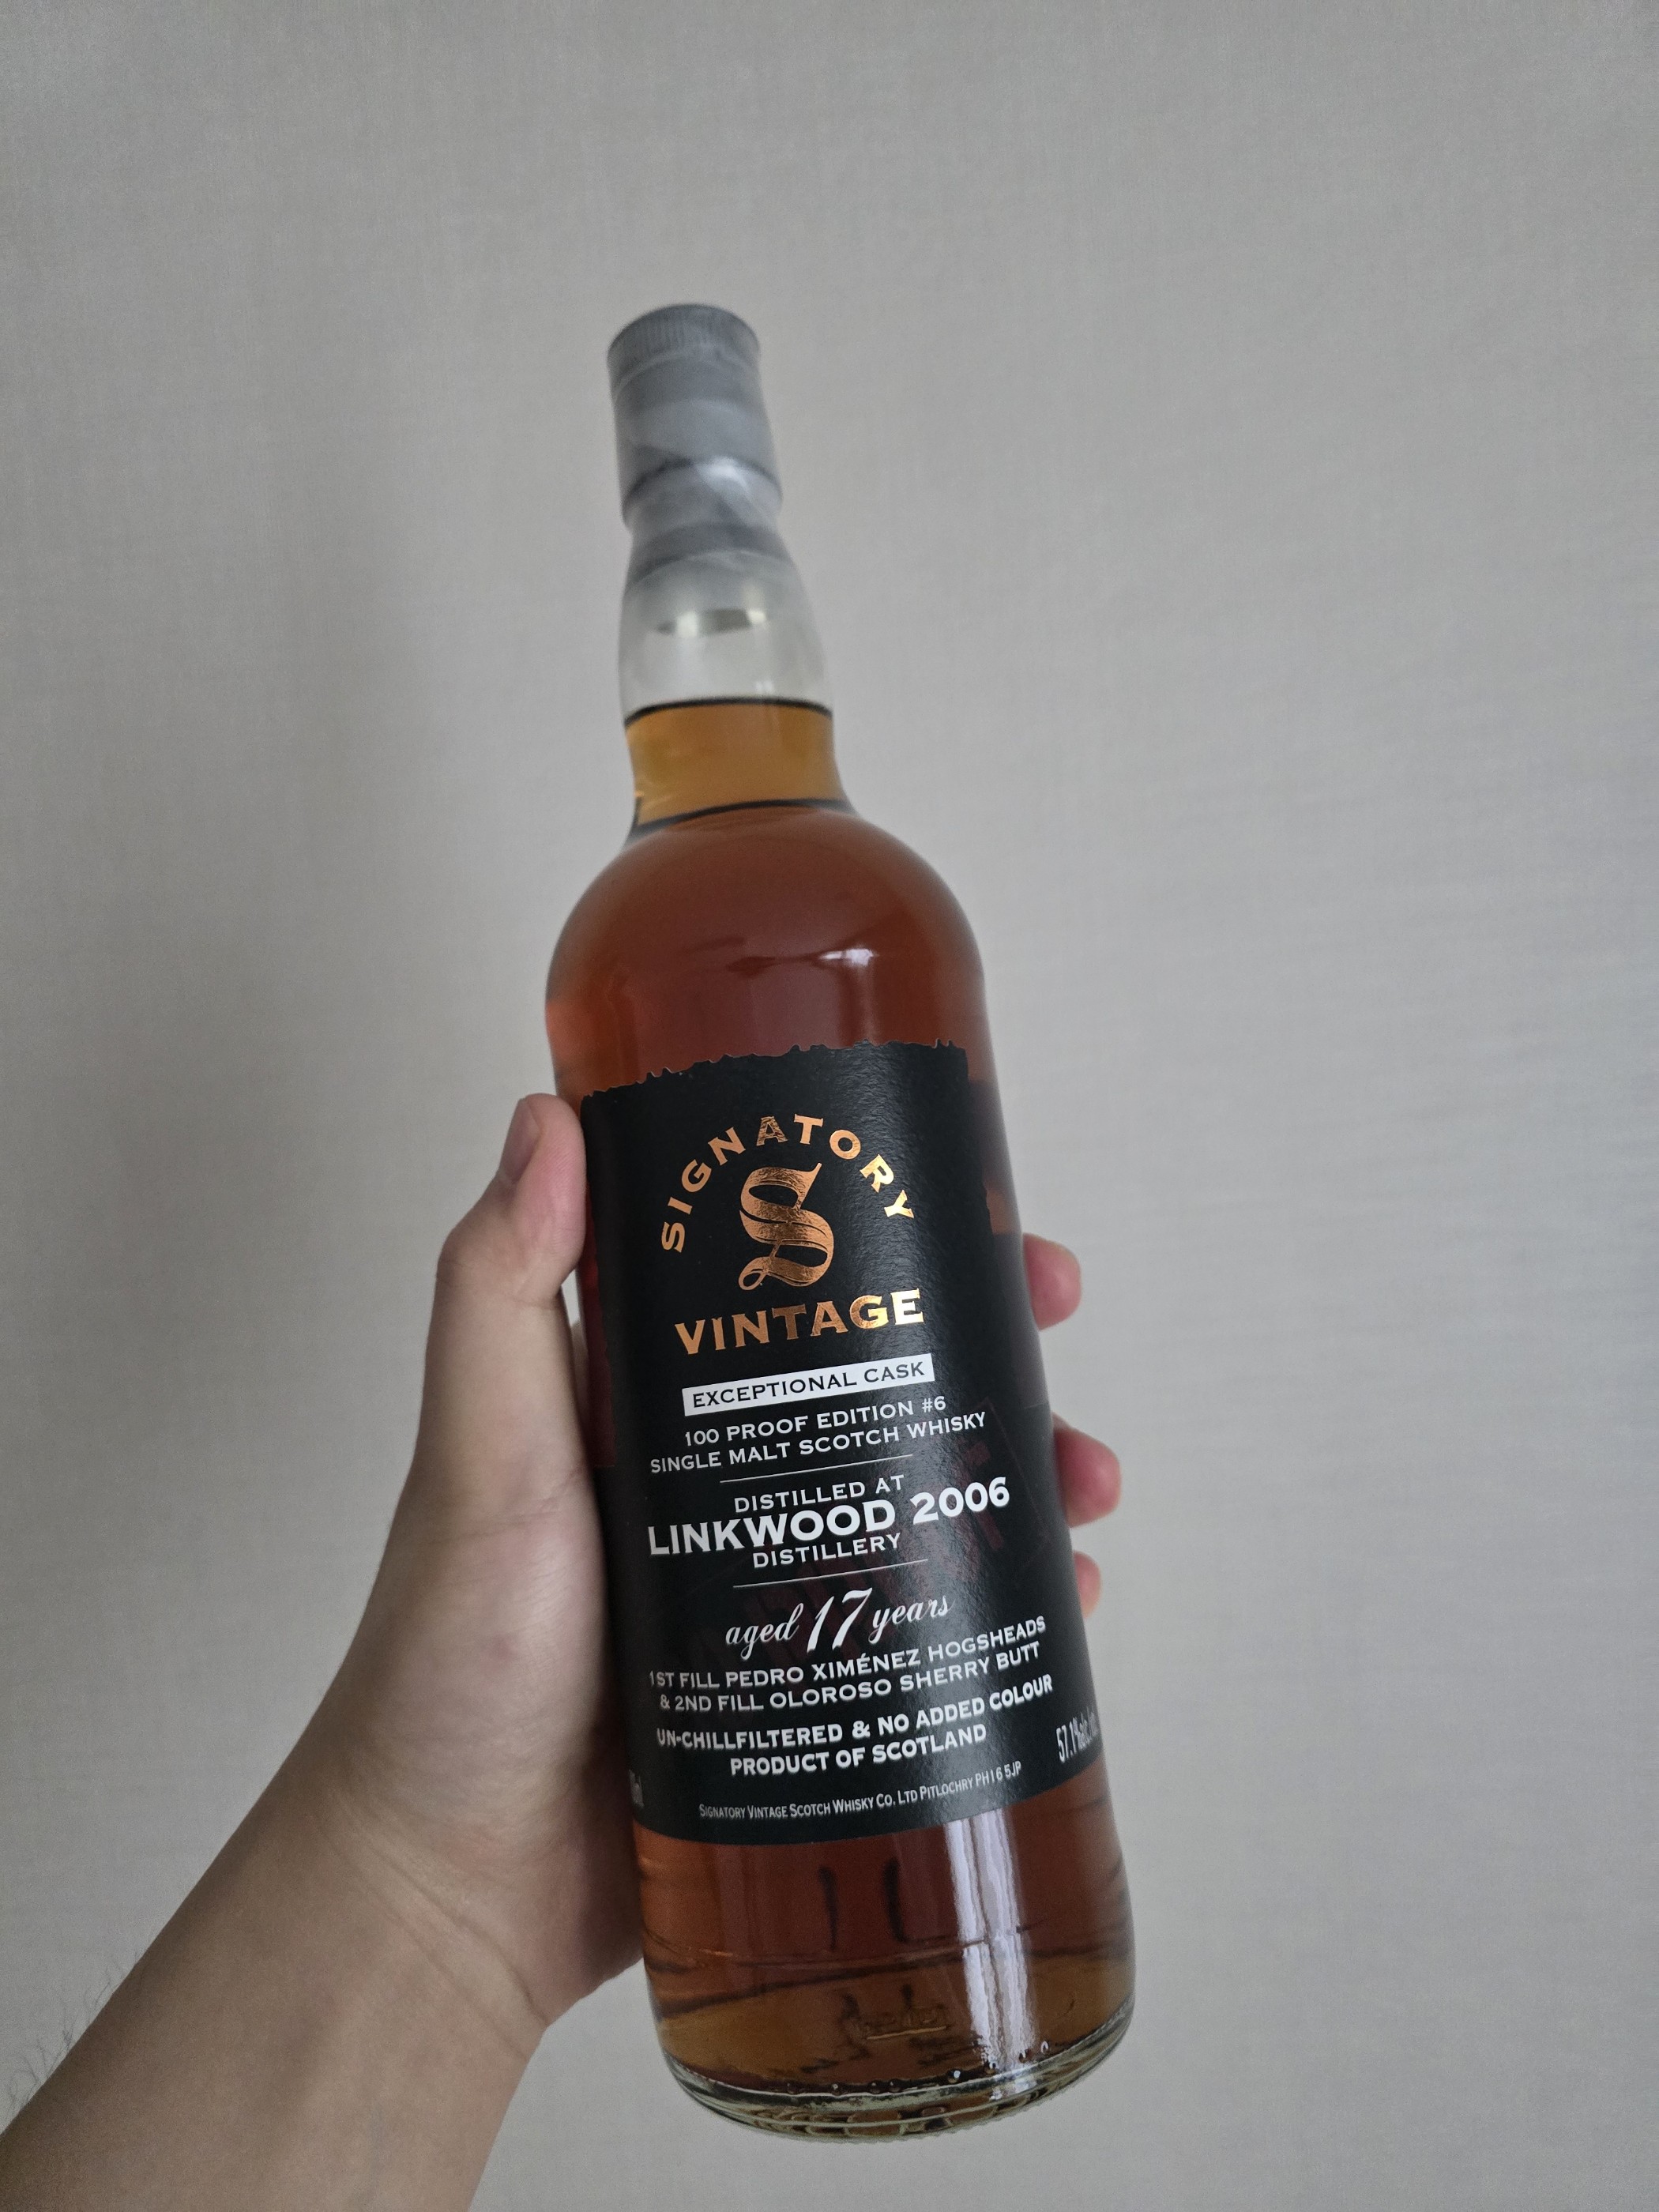 SIGNATORY
S
VINTAGE
EXCEPTIONAL CASK
100 PROOF EDITION #6
SINGLE MALT SCOTCH WHISKY
DISTILLED AT
LINKWOOD 2006
DISTILLERY
aged 17 years
1ST FILL PEDRO XIMÉNEZ HOGSHEADS
& 2ND FILL OLOROSO SHERRY BUTT
UN-CHILLFILTERED & NO ADDED COLOUR
PRODUCT OF SCOTLAND
57.1%
SIGNATORY VINTAGE SCOTCH WHISKY CO. LTD PITLOCHRY PH16 5JP